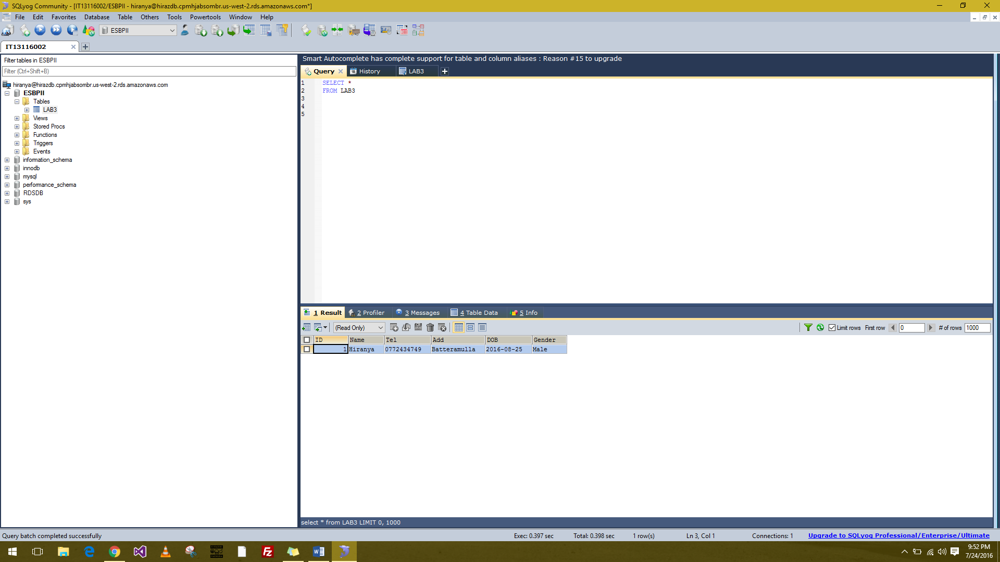 SQLyog Community - [IT13116002/ESBPII - hiranya@hirazdb.cpmhjabsombr.us-west-2.rds.amazonaws.com*]
File Edit Favorites Database Table Others Tools Powertools Window Help
ESBPII
IT13116002
Filter tables in ESBPII
Filter (Ctrl+Shift+B)
hiranya@hirazdb.cpmhjabsombr.us-west-2.rds.amazonaws.com
ESBPII
Tables
LAB3
Views
Stored Procs
Functions
Triggers
Events
information_schema
innodb
mysql
performance_schema
RDSDB
sys
Smart Autocomplete has complete support for table and column aliases : Reason #15 to upgrade
Query History LAB3
1 SELECT *
2 FROM LAB3
3
4
5
1 Result 2 Profiler 3 Messages 4 Table Data 5 Info
(Read Only) Limit rows First row 0 # of rows 1000
ID Name Tel Add DOB Gender
1 Hiranya 0772434749 Batteramulla 2016-08-25 Male
select * from LAB3 LIMIT 0, 1000
Query batch completed successfully Exec: 0.397 sec Total: 0.398 sec 1 row(s) Ln 3, Col 1 Connections: 1 Upgrade to SQLyog Professional/Enterprise/Ultimate
9:52 PM
7/24/2016